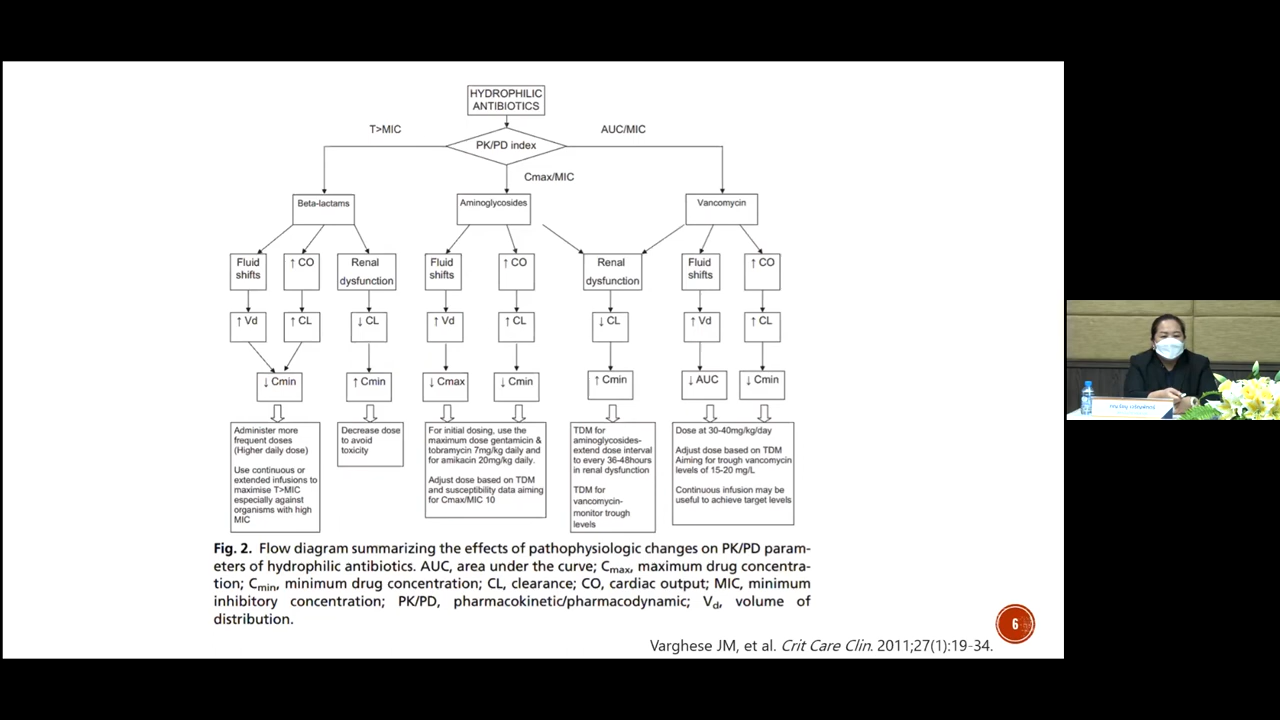 HYDROPHILIC
ANTIBIOTICS
T>MIC
AUC/MIC
PK/PD index
Cmax/MIC
Beta-lactams
Aminoglycosides
Vancomycin
Fluid
shifts
↑ CO
Renal
dysfunction
Fluid
shifts
↑ CO
Renal
dysfunction
Fluid
shifts
↑ CO
↑ Vd
↑ CL
↓ CL
↑ Vd
↑ CL
↓ CL
↑ Vd
↑ CL
↓ Cmin
↑ Cmin
↓ Cmax
↓ Cmin
↑ Cmin
↓ AUC
↓ Cmin
Administer more
frequent doses
(Higher daily dose)
Use continuous or
extended infusions to
maximise T>MIC
especially against
organisms with high
MIC
Decrease dose
to avoid
toxicity
For initial dosing, use the
maximum dose gentamicin &
tobramycin 7mg/kg daily and
for amikacin 20mg/kg daily.
Adjust dose based on TDM
and susceptibility data aiming
for Cmax/MIC 10
TDM for
aminoglycosides-
extend dose interval
to every 36-48hours
in renal dysfunction
TDM for
vancomycin-
monitor trough
levels
Dose at 30-40mg/kg/day
Adjust dose based on TDM
Aiming for trough vancomycin
levels of 15-20 mg/L
Continuous infusion may be
useful to achieve target levels
Fig. 2. Flow diagram summarizing the effects of pathophysiologic changes on PK/PD param-
eters of hydrophilic antibiotics. AUC, area under the curve; Cmax, maximum drug concentra-
tion; Cmin, minimum drug concentration; CL, clearance; CO, cardiac output; MIC, minimum
inhibitory concentration; PK/PD, pharmacokinetic/pharmacodynamic; Vd, volume of
distribution.
6
Varghese JM, et al. Crit Care Clin. 2011;27(1):19-34.